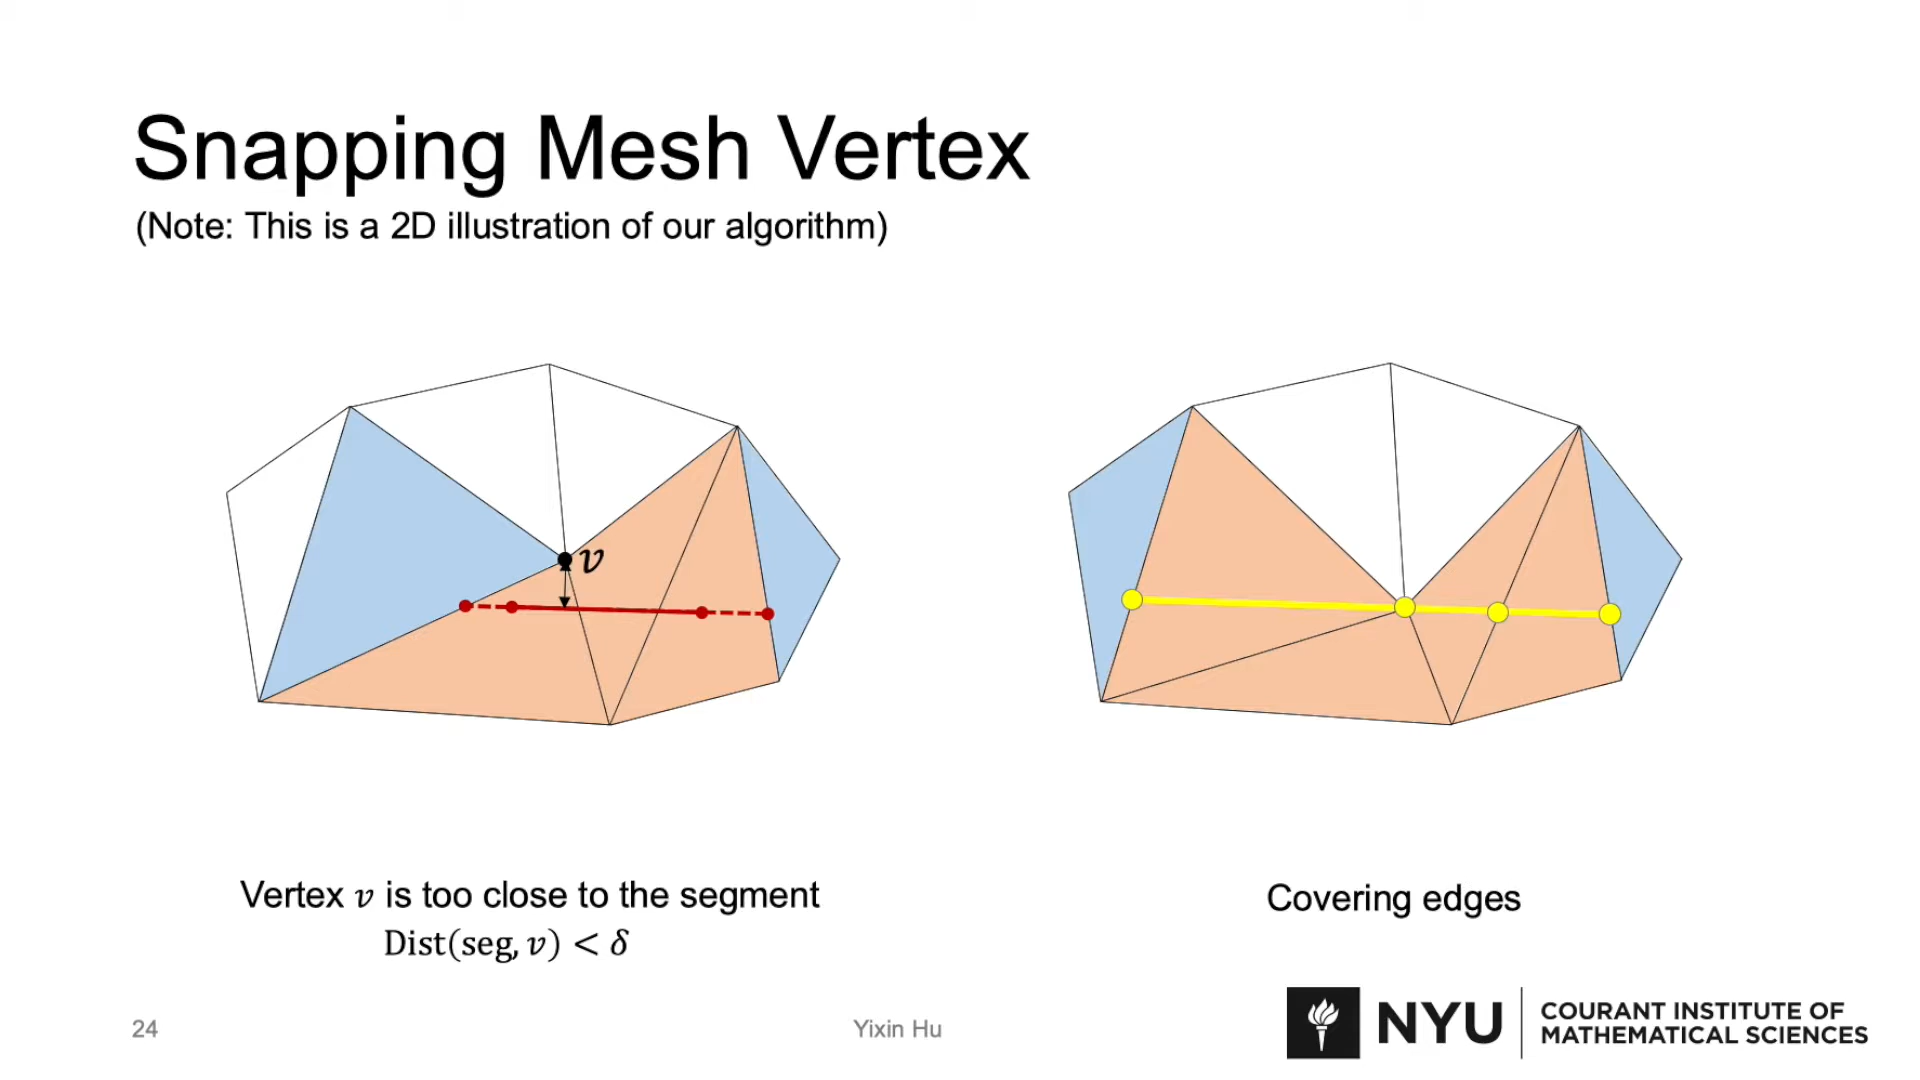 Snapping Mesh Vertex
(Note: This is a 2D illustration of our algorithm)
v
Vertex v is too close to the segment
Dist(seg, v) < δ
Covering edges
24
Yixin Hu
NYU
COURANT INSTITUTE OF
MATHEMATICAL SCIENCES